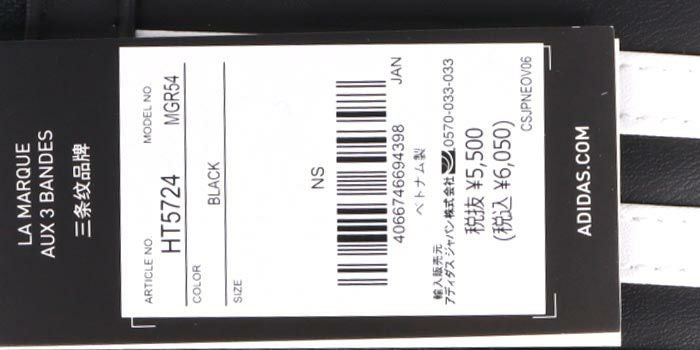 LA MARQUE
AUX 3 BANDES
三条纹品牌
ARTICLE NO. MODEL NO.
HT5724 MGR54
COLOR
BLACK
SIZE
NS
JAN
4066746694398
ベトナム製
輸入販売元
アディダス ジャパン株式会社 0570-033-033
税抜 ¥5,500
(税込 ¥6,050)
CSJPNEOV06
ADIDAS.COM